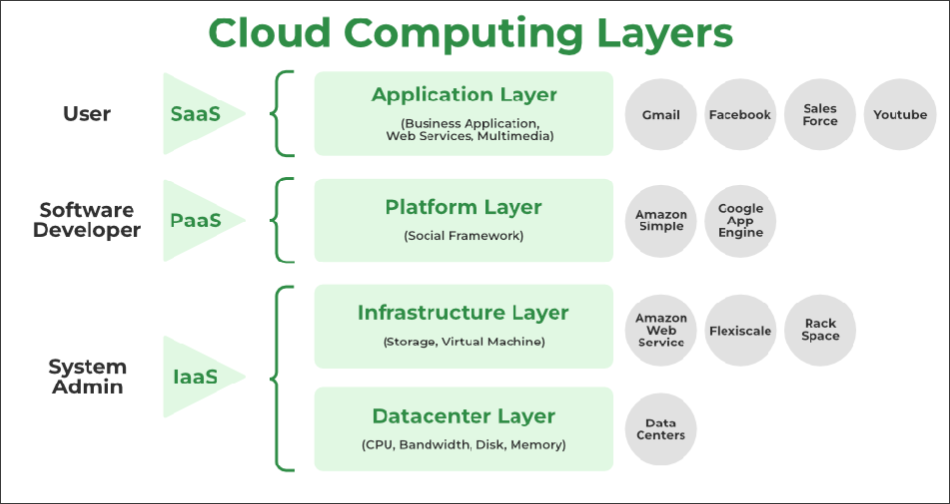 Cloud Computing Layers
User
SaaS
Application Layer
(Business Application,
Web Services, Multimedia)
Gmail
Facebook
Sales
Force
Youtube
Software
Developer
PaaS
Platform Layer
(Social Framework)
Amazon
Simple
Google
App
Engine
System
Admin
IaaS
Infrastructure Layer
(Storage, Virtual Machine)
Amazon
Web
Service
Flexiscale
Rack
Space
Datacenter Layer
(CPU, Bandwidth, Disk, Memory)
Data
Centers